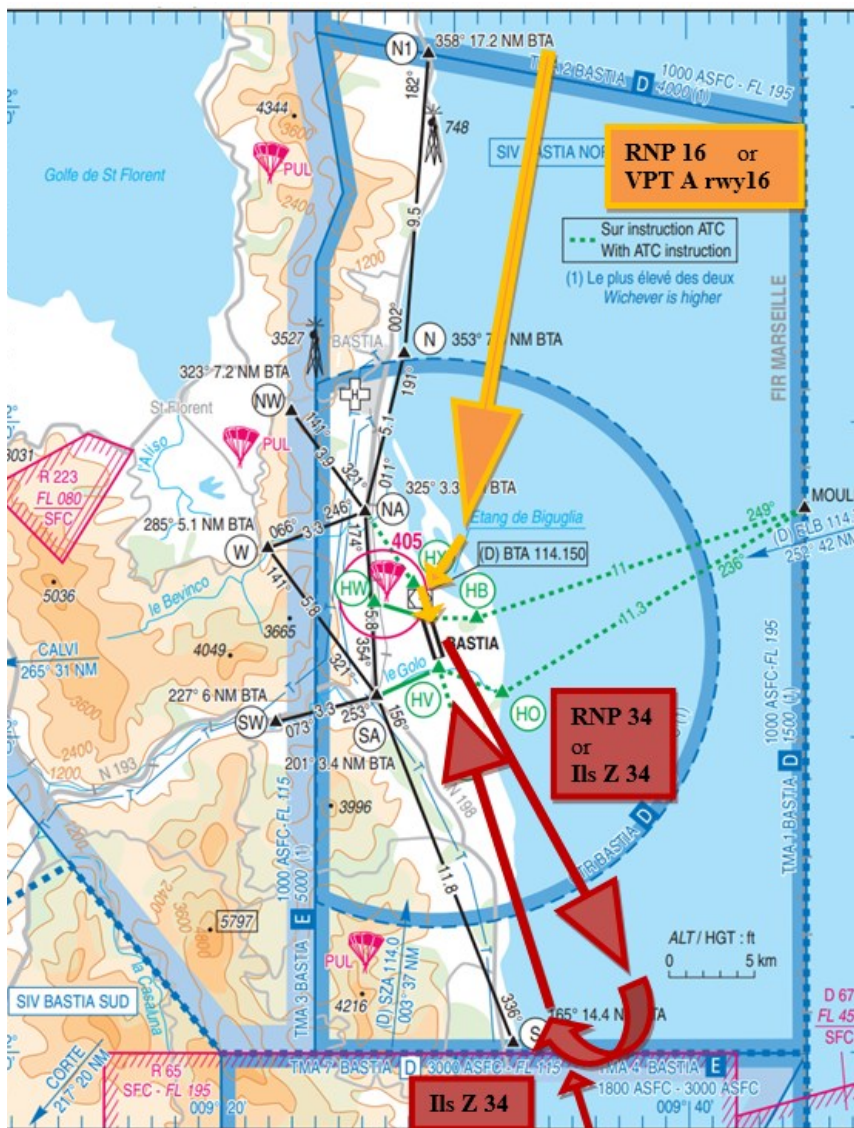 N1
358° 17.2 NM BTA
182°
TMA 2 BASTIA D 1000 ASFC - FL 195
4000 (1)
4344
3600
748
PUL
2400
Golfe de St Florent
SIV BASTIA NOR
RNP 16 or
VPT A rwy16
Sur instruction ATC
With ATC instruction
(1) Le plus élevé des deux
Wichever is higher
9.5
1200
3527
BASTIA
002°
N
353° 7. NM BTA
FIR MARSEILLE
323° 7.2 NM BTA
NW
H
191°
St Florent
141°
3.9
5.1
PUL
l'Aliso
R 223
FL 080
SFC
321°
011°
325° 3.3 BTA
MOUL
285° 5.1 NM BTA
066°
3.3
246°
NA
Etang de Biguglia
249°
W
174°
405
(D) BTA 114.150
236°
141°
HW
HB
11
5036
le Bevinco
5.8
5.8
11.3
3665
BASTIA
CALVI
265° 31 NM
4049
321°
354°
le Golo
227° 6 NM BTA
HV
HO
SW
073°
3.3
253°
156°
SA
RNP 34
or
Ils Z 34
201° 3.4 NM BTA
N 193
1200
2400
3996
N 198
1000 ASFC-FL 195
1500 (1)
TMA 1 BASTIA D
1000 ASFC-FL 115
5000 (1)
11.8
TR BASTIA D
5797
E
TMA 3 BASTIA
PUL
(D) SZA 114.0
003° 37 NM
ALT / HGT : ft
0 5 km
SIV BASTIA SUD
la Casaluna
4216
336°
S
165° 14.4 N BTA
D 67
FL 45
SFC
CORTE
217° 20 NM
R 65
SFC - FL 195
TMA 7 BASTIA D 3000 ASFC - FL 115
TMA 4 BASTIA E
1800 ASFC - 3000 ASFC
009° 20'
Ils Z 34
009° 40'